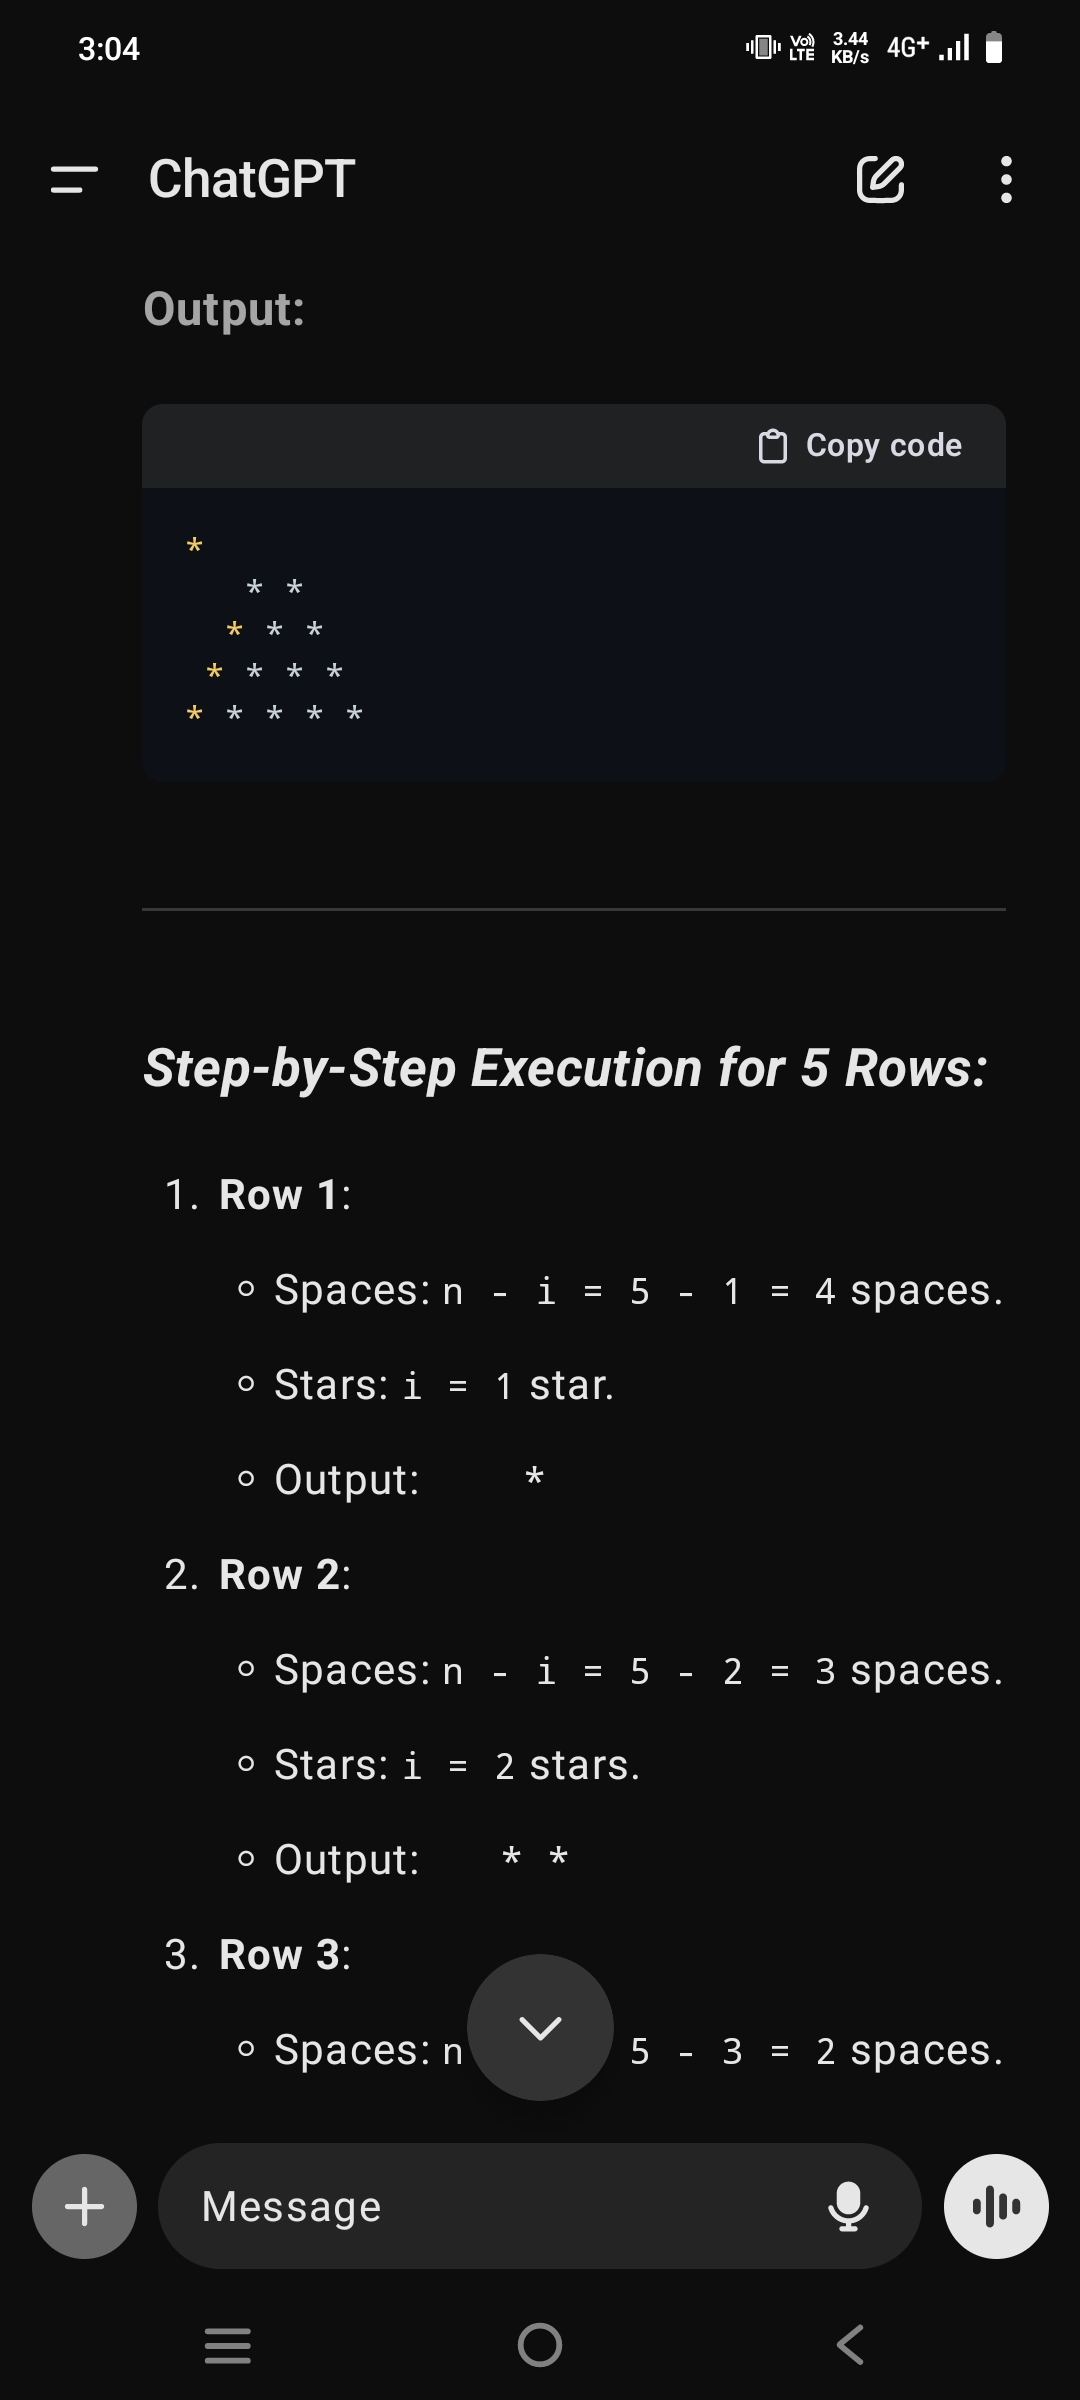 3:04
Vo)) LTE 3.44 KB/s 4G+
ChatGPT
Output:
Copy code
*
   * *
  * * *
 * * * *
* * * * *
Step-by-Step Execution for 5 Rows:
1. Row 1:
Spaces: n - i = 5 - 1 = 4 spaces.
Stars: i = 1 star.
Output:     *
2. Row 2:
Spaces: n - i = 5 - 2 = 3 spaces.
Stars: i = 2 stars.
Output:    * *
3. Row 3:
Spaces: n 5 - 3 = 2 spaces.
Message